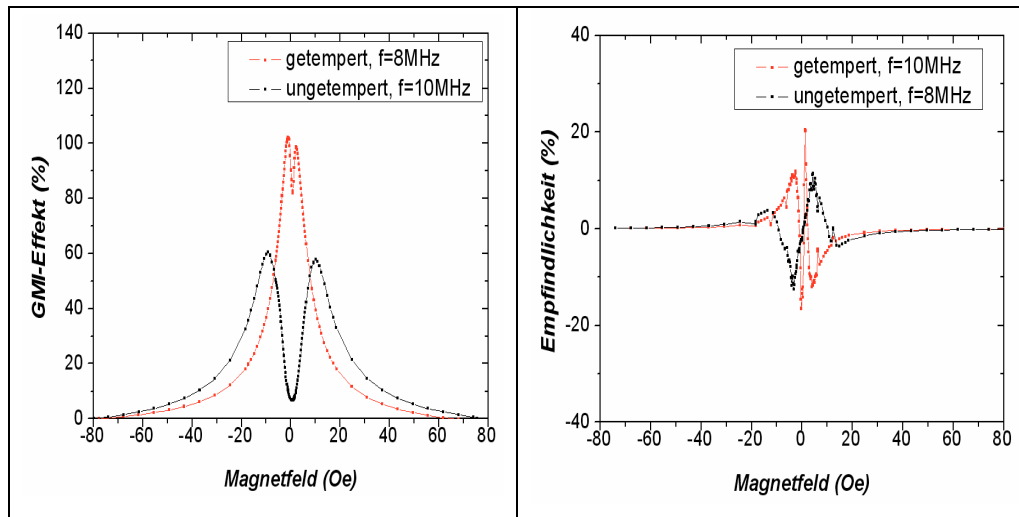 140
120
100
80
60
40
20
0
GMI-Effekt (%)
getempert, f=8MHz
ungetempert, f=10MHz
-80 -60 -40 -20 0 20 40 60 80
Magnetfeld (Oe)
40
20
0
-20
-40
Empfindlichkeit (%)
getempert, f=10MHz
ungetempert, f=8MHz
-80 -60 -40 -20 0 20 40 60 80
Magnetfeld (Oe)